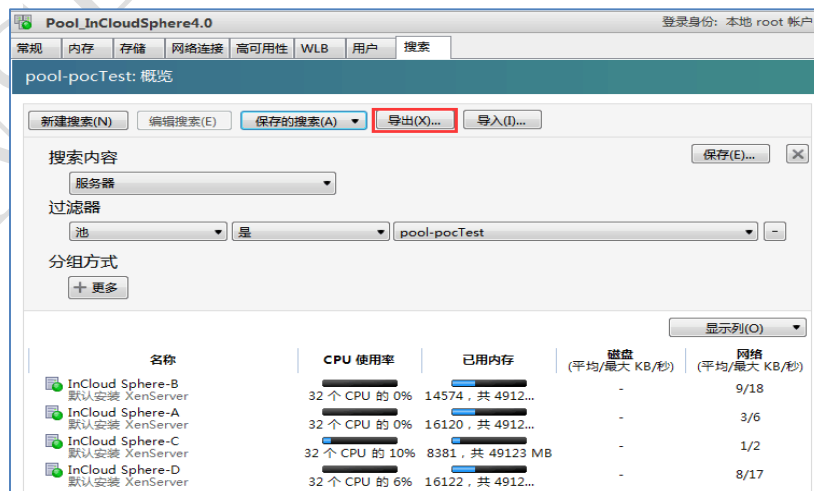 Pool_InCloudSphere4.0 登录身份: 本地 root 帐户
常规 内存 存储 网络连接 高可用性 WLB 用户 搜索
pool-pocTest: 概览
新建搜索(N) 编辑搜索(E) 保存的搜索(A) 导出(X)... 导入(I)...
搜索内容 保存(E)...
服务器
过滤器
池 是 pool-pocTest
分组方式
更多
显示列(O)
名称 CPU 使用率 已用内存 磁盘 网络
(平均/最大 KB/秒) (平均/最大 KB/秒)
InCloud Sphere-B
默认安装 XenServer 32 个 CPU 的 0% 14574，共 4912... - 9/18
InCloud Sphere-A
默认安装 XenServer 32 个 CPU 的 0% 16120，共 4912... - 3/6
InCloud Sphere-C
默认安装 XenServer 32 个 CPU 的 10% 8381，共 49123 MB - 1/2
InCloud Sphere-D
默认安装 XenServer 32 个 CPU 的 6% 16122，共 4912... - 8/17